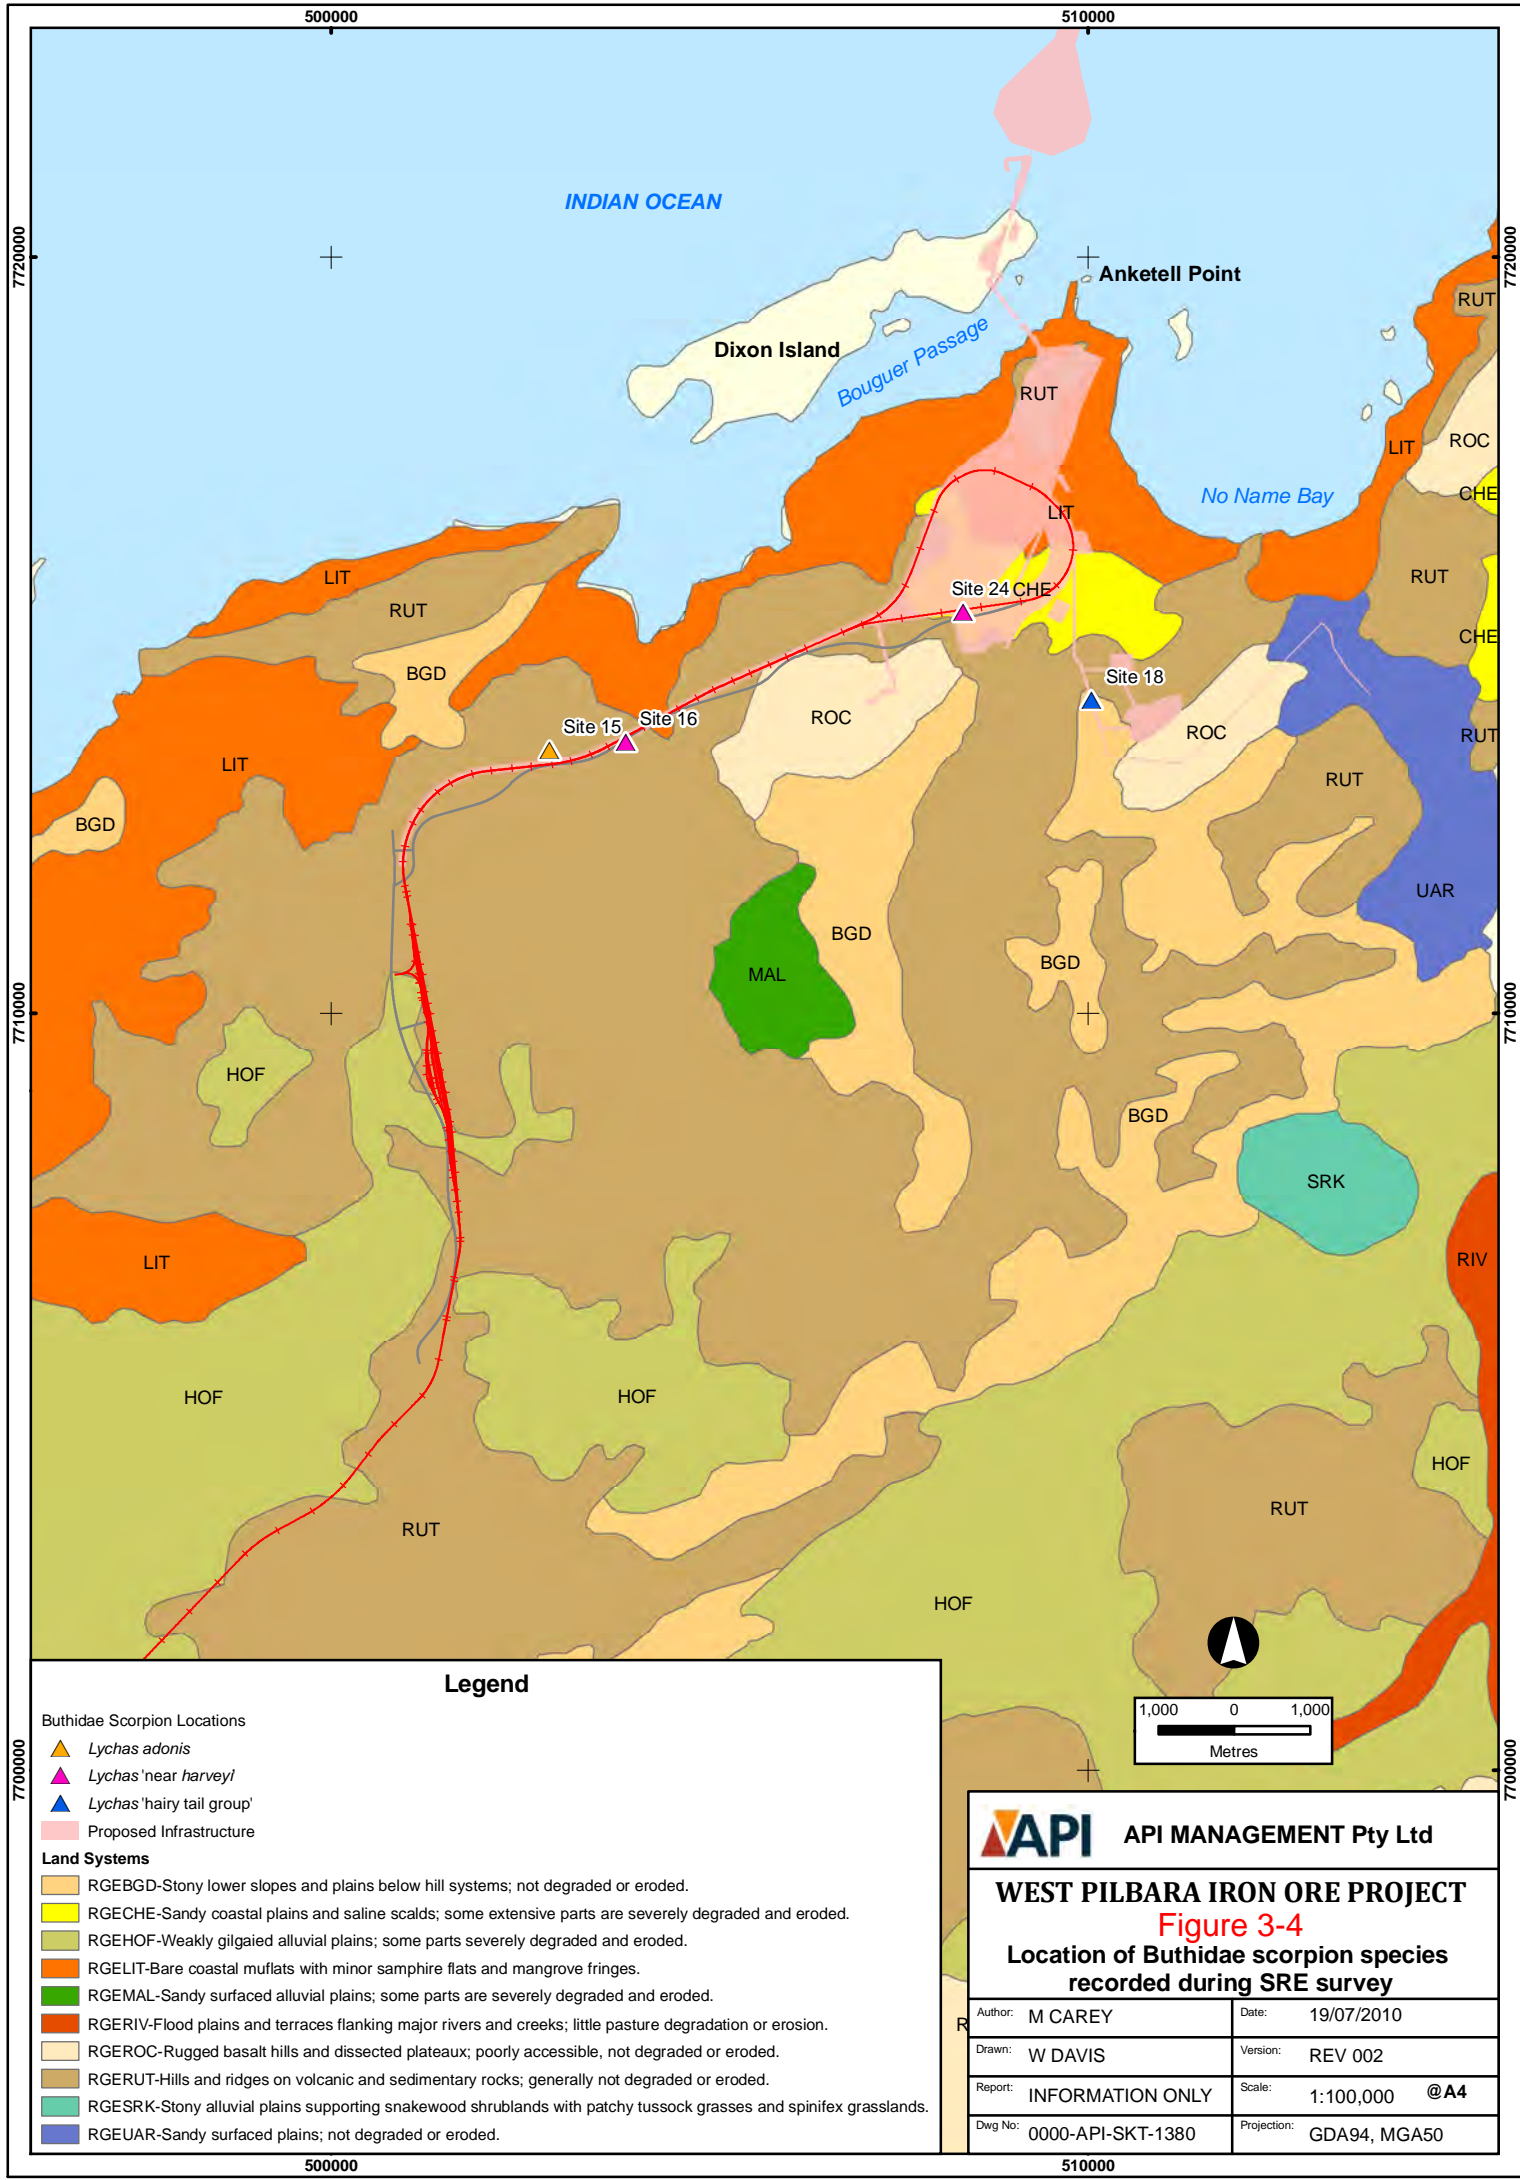 500000
510000
INDIAN OCEAN
7720000
7720000
Anketell Point
RUT
Dixon Island
Bouguer Passage
RUT
ROC
LIT
CHE
No Name Bay
LIT
LIT
RUT
RUT
Site 24
CHE
CHE
BGD
Site 18
Site 15
Site 16
ROC
ROC
RUT
LIT
RUT
BGD
UAR
BGD
BGD
MAL
7710000
7710000
HOF
BGD
SRK
LIT
RIV
HOF
HOF
HOF
RUT
RUT
HOF
1,000 0 1,000
Metres
7700000
7700000
Legend
Buthidae Scorpion Locations
Lychas adonis
Lychas 'near harveyi'
Lychas 'hairy tail group'
Proposed Infrastructure
Land Systems
RGEBGD-Stony lower slopes and plains below hill systems; not degraded or eroded.
RGECHE-Sandy coastal plains and saline scalds; some extensive parts are severely degraded and eroded.
RGEHOF-Weakly gilgaied alluvial plains; some parts severely degraded and eroded.
RGELIT-Bare coastal muflats with minor samphire flats and mangrove fringes.
RGEMAL-Sandy surfaced alluvial plains; some parts are severely degraded and eroded.
RGERIV-Flood plains and terraces flanking major rivers and creeks; little pasture degradation or erosion.
RGEROC-Rugged basalt hills and dissected plateaux; poorly accessible, not degraded or eroded.
RGERUT-Hills and ridges on volcanic and sedimentary rocks; generally not degraded or eroded.
RGESRK-Stony alluvial plains supporting snakewood shrublands with patchy tussock grasses and spinifex grasslands.
RGEUAR-Sandy surfaced plains; not degraded or eroded.
API API MANAGEMENT Pty Ltd
WEST PILBARA IRON ORE PROJECT
Figure 3-4
Location of Buthidae scorpion species
recorded during SRE survey
R
Author: M CAREY Date: 19/07/2010
Drawn: W DAVIS Version: REV 002
Report: INFORMATION ONLY Scale: 1:100,000 @A4
Dwg No: 0000-API-SKT-1380 Projection: GDA94, MGA50
500000
510000